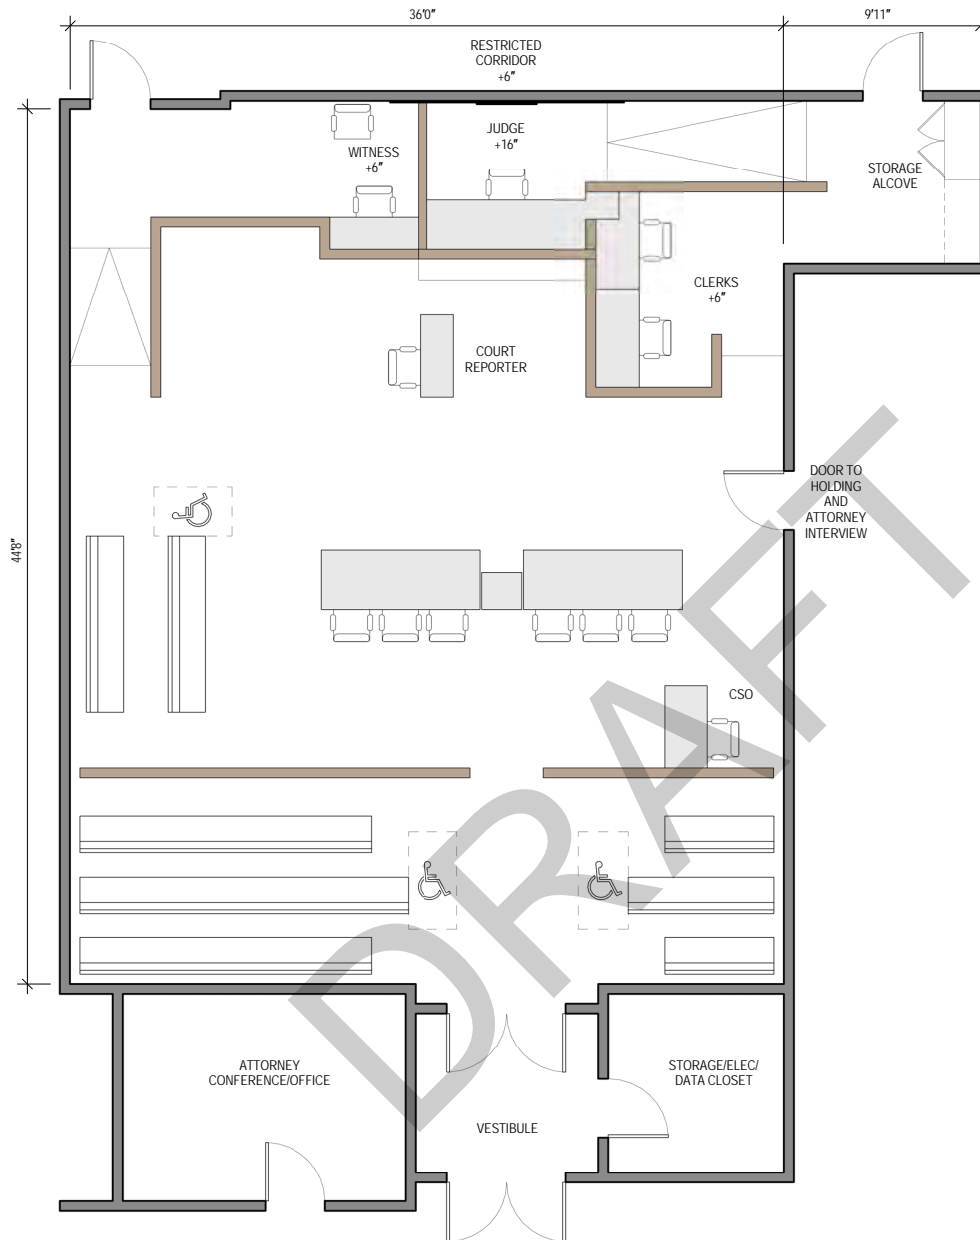 36'0"
9'11"
RESTRICTED
CORRIDOR
+6"
JUDGE
+16"
WITNESS
+6"
STORAGE
ALCOVE
CLERKS
+6"
COURT
REPORTER
44'8"
DOOR TO
HOLDING
AND
ATTORNEY
INTERVIEW
CSO
ATTORNEY
CONFERENCE/OFFICE
STORAGE/ELEC/
DATA CLOSET
VESTIBULE
DRAFT